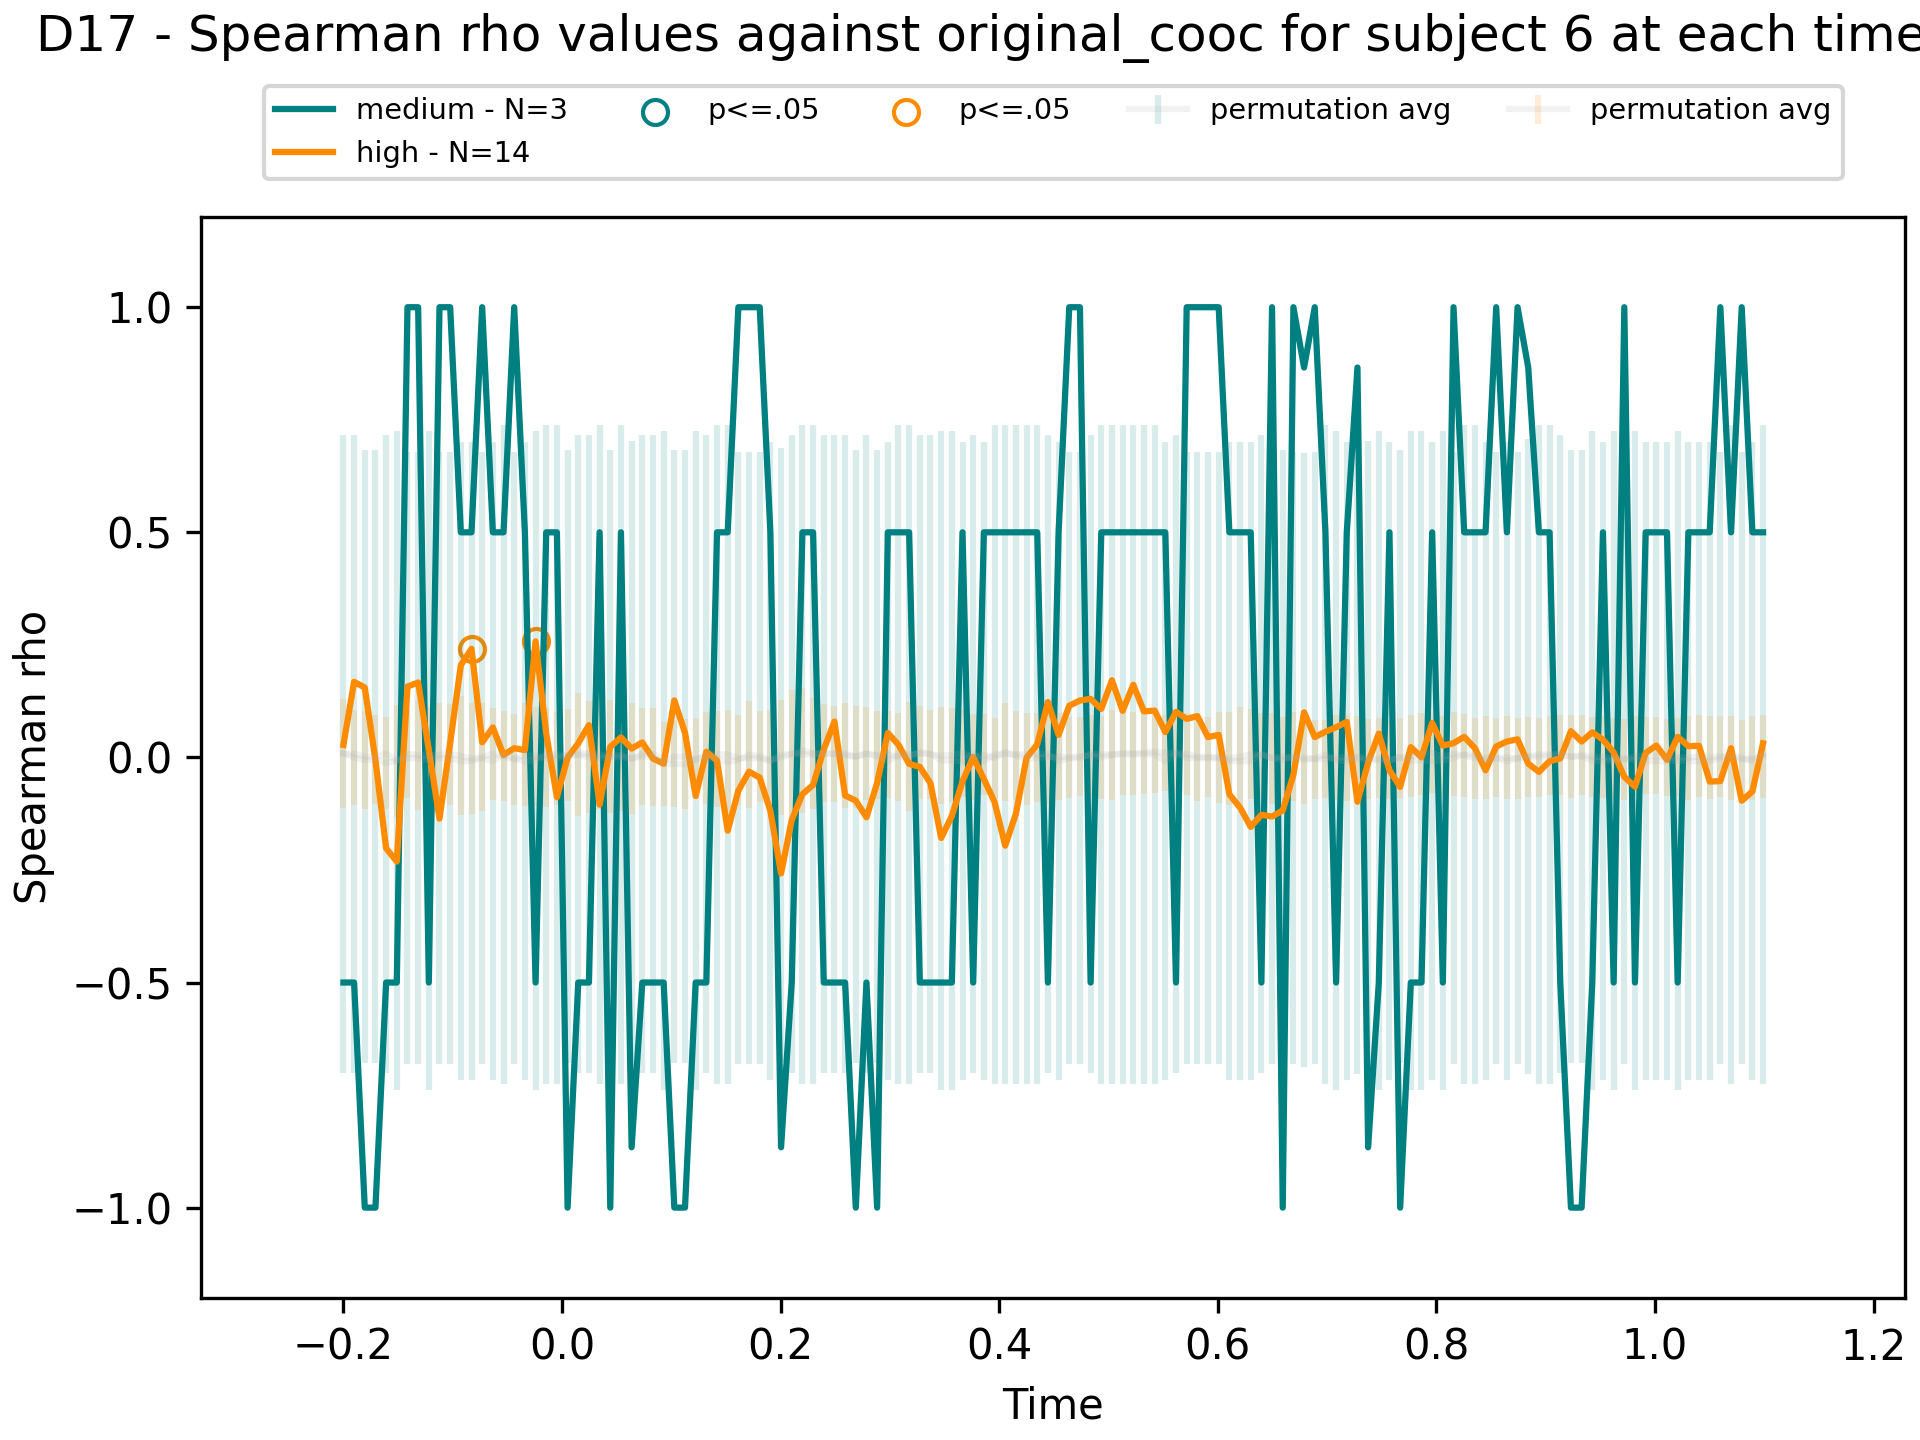 D17 - Spearman rho values against original_cooc for subject 6 at each time
medium - N=3
high - N=14
p<=.05
p<=.05
permutation avg
permutation avg
Spearman rho
1.0
0.5
0.0
−0.5
−1.0
−0.2
0.0
0.2
0.4
0.6
0.8
1.0
1.2
Time